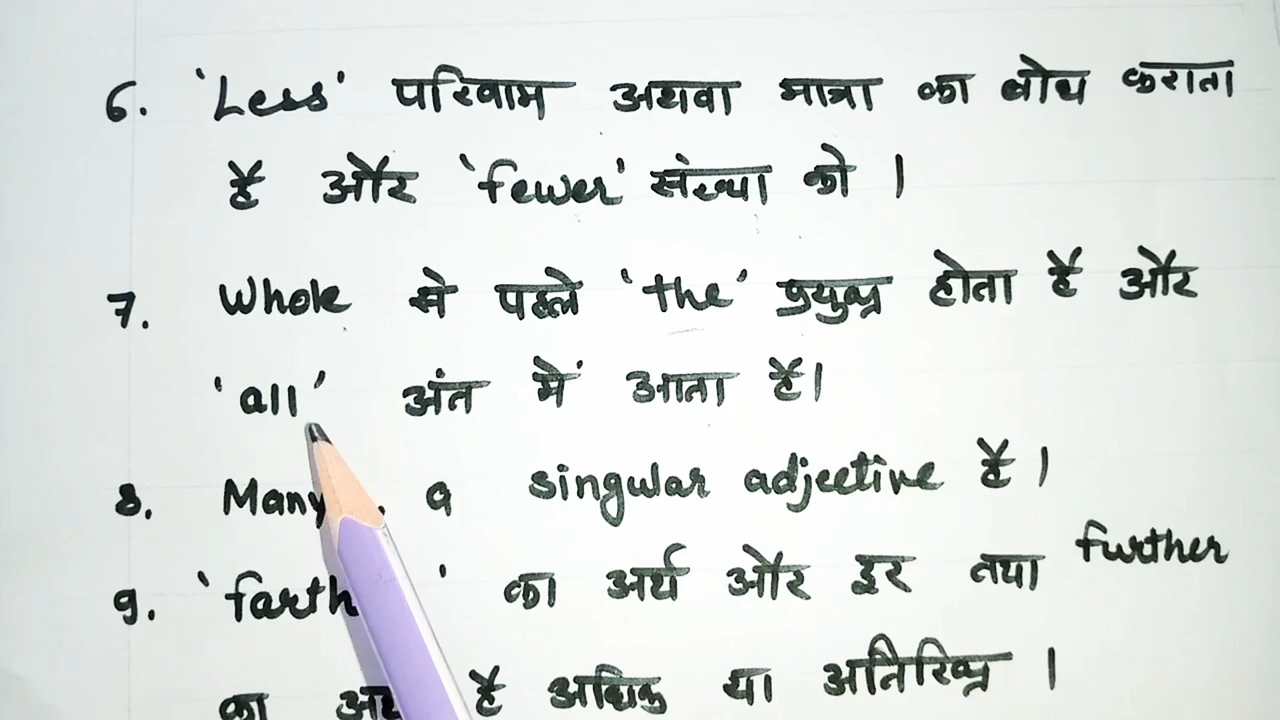 6. 'Less' परिवाम अथवा मात्रा का बोध कराता
है और 'fewer' संख्या को ।
7. Whole से पहले 'the' प्रयुक्त होता है और
'all' अंत में आता है।
8. Many a singular adjective है ।
9. 'farth ' का अर्थ और दूर तथा further
का है अधिक या अतिरिक्त ।